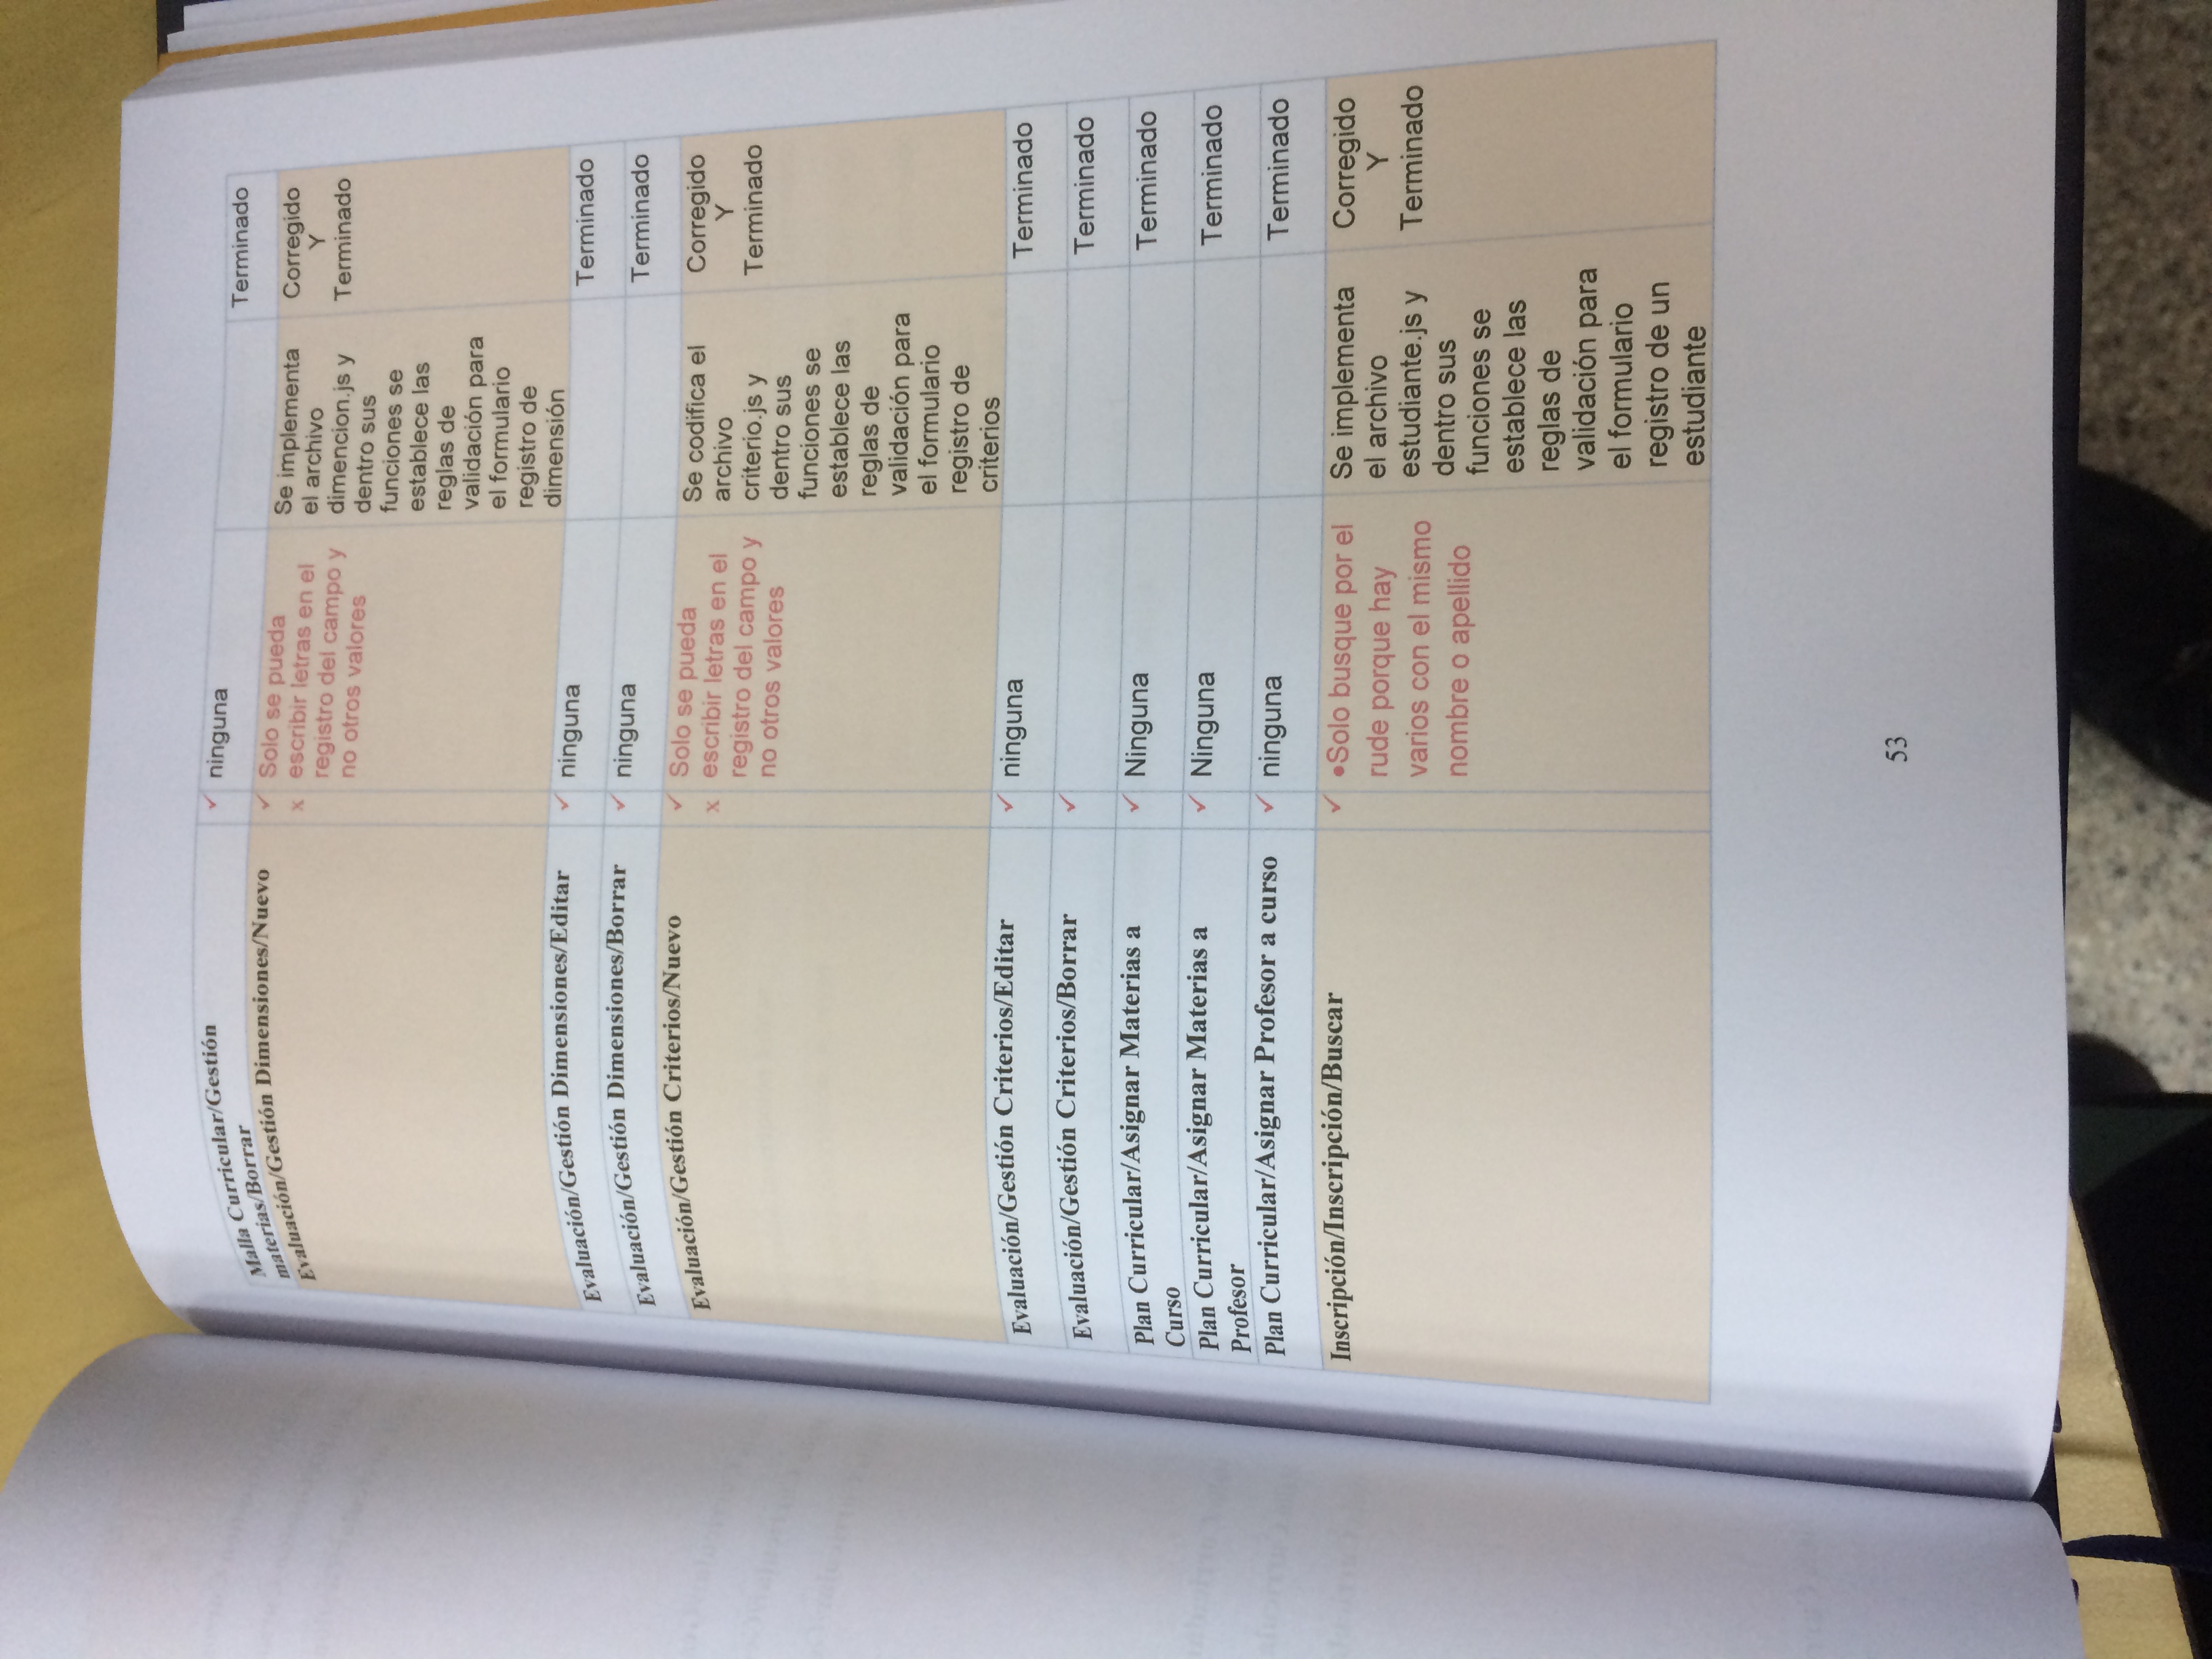 Malla Curricular/Gestión
materias/Borrar
✓ ninguna
Terminado
Evaluación/Gestión Dimensiones/Nuevo
✓ Solo se pueda
x escribir letras en el
registro del campo y
no otros valores
Se implementa
el archivo
dimencion.js y
dentro sus
funciones se
establece las
reglas de
validación para
el formulario
registro de
dimensión
Corregido
Y
Terminado
Evaluación/Gestión Dimensiones/Editar
✓ ninguna
Terminado
Evaluación/Gestión Dimensiones/Borrar
✓ ninguna
Terminado
Evaluación/Gestión Criterios/Nuevo
✓ Solo se pueda
x escribir letras en el
registro del campo y
no otros valores
Se codifica el
archivo
criterio.js y
dentro sus
funciones se
establece las
reglas de
validación para
el formulario
registro de
criterios
Corregido
Y
Terminado
Evaluación/Gestión Criterios/Editar
✓ ninguna
Terminado
Evaluación/Gestión Criterios/Borrar
✓
Terminado
Plan Curricular/Asignar Materias a
Curso
✓ Ninguna
Terminado
Plan Curricular/Asignar Materias a
Profesor
✓ Ninguna
Terminado
Plan Curricular/Asignar Profesor a curso
✓ ninguna
Terminado
Inscripción/Inscripción/Buscar
✓ •Solo busque por el
rude porque hay
varios con el mismo
nombre o apellido
Se implementa
el archivo
estudiante.js y
dentro sus
funciones se
establece las
reglas de
validación para
el formulario
registro de un
estudiante
Corregido
Y
Terminado
53